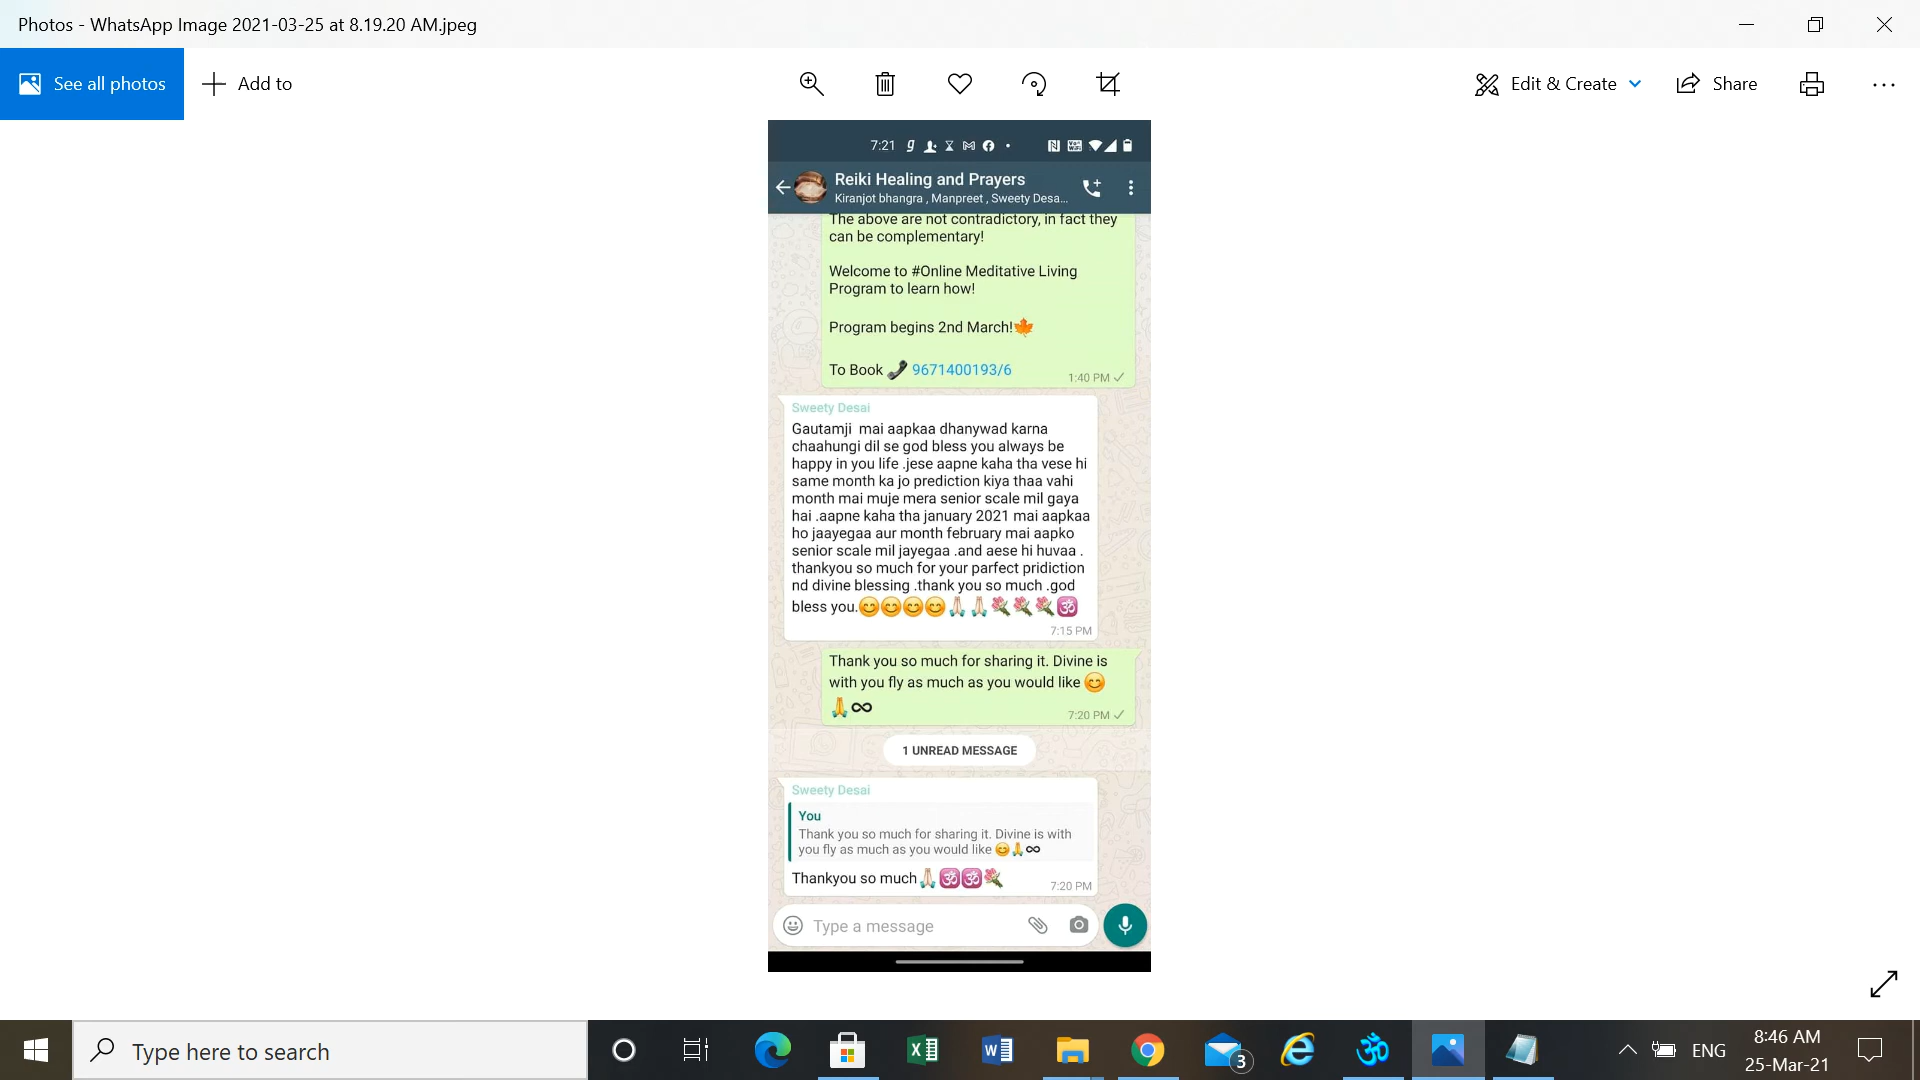 Photos - WhatsApp Image 2021-03-25 at 8.19.20 AM.jpeg
See all photos
Add to
Edit & Create
Share
7:21
Reiki Healing and Prayers
Kiranjot bhangra , Manpreet , Sweety Desa...
The above are not contradictory, in fact they
can be complementary!
Welcome to #Online Meditative Living
Program to learn how!
Program begins 2nd March!🍁
To Book 📞 9671400193/6
1:40 PM ✓
Sweety Desai
Gautamji mai aapkaa dhanywad karna
chaahungi dil se god bless you always be
happy in you life .jese aapne kaha tha vese hi
same month ka jo prediction kiya thaa vahi
month mai muje mera senior scale mil gaya
hai .aapne kaha tha january 2021 mai aapkaa
ho jaayegaa aur month february mai aapko
senior scale mil jayegaa .and aese hi huvaa .
thankyou so much for your parfect pridiction
nd divine blessing .thank you so much .god
bless you.😊😊😊😊🙏🏻🙏🏻💐💐💐🕉
7:15 PM
Thank you so much for sharing it. Divine is
with you fly as much as you would like 😊
🙏∞
7:20 PM ✓
1 UNREAD MESSAGE
Sweety Desai
You
Thank you so much for sharing it. Divine is with
you fly as much as you would like 😊🙏∞
Thankyou so much🙏🏻🕉🕉💐
7:20 PM
Type a message
Type here to search
3
ENG
8:46 AM
25-Mar-21